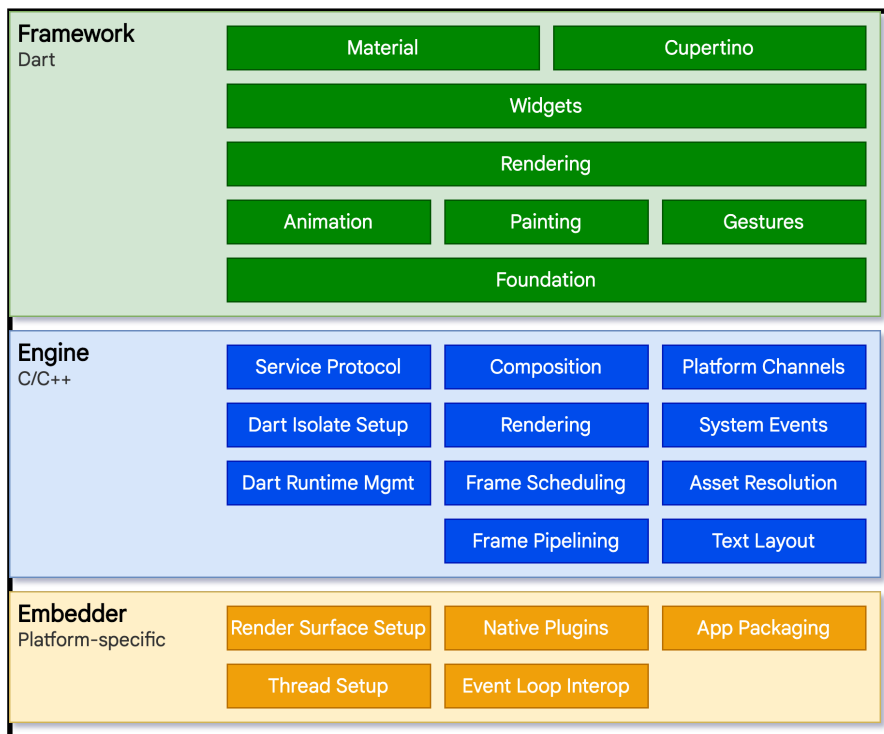 Framework
Dart
Material
Cupertino
Widgets
Rendering
Animation
Painting
Gestures
Foundation
Engine
C/C++
Service Protocol
Composition
Platform Channels
Dart Isolate Setup
Rendering
System Events
Dart Runtime Mgmt
Frame Scheduling
Asset Resolution
Frame Pipelining
Text Layout
Embedder
Platform-specific
Render Surface Setup
Native Plugins
App Packaging
Thread Setup
Event Loop Interop